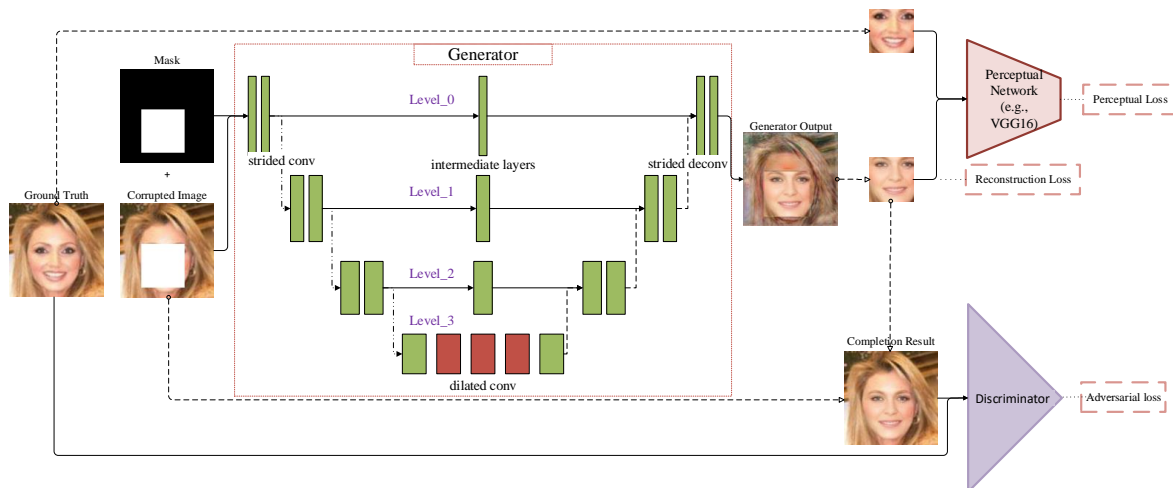 Generator
Mask
Level_0
Perceptual
Network
(e.g.,
VGG16)
Perceptual Loss
Generator Output
strided conv
intermediate layers
strided deconv
+
Reconstruction Loss
Ground Truth
Corrupted Image
Level_1
Level_2
Level_3
dilated conv
Completion Result
Discriminator
Adversarial loss